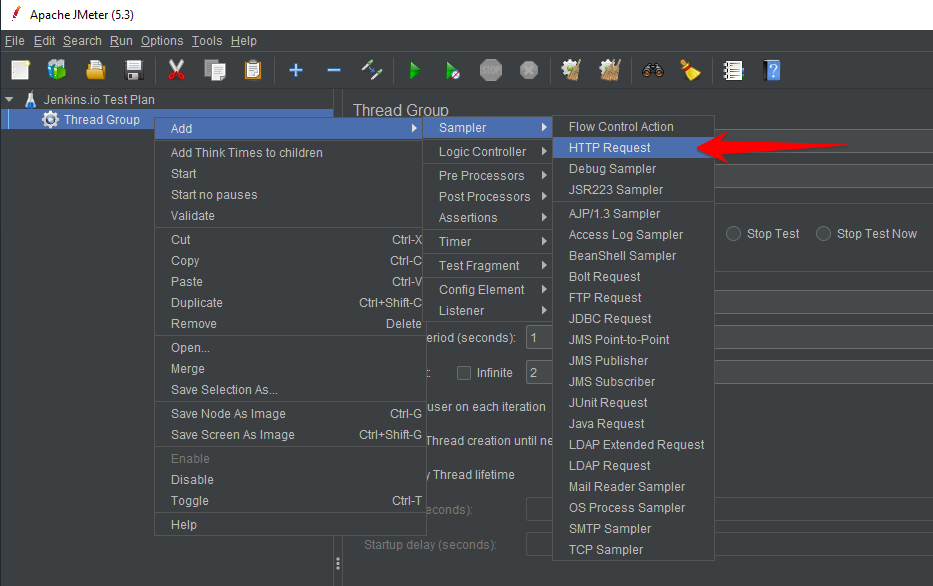 Apache JMeter (5.3)
File Edit Search Run Options Tools Help
STOP
Jenkins.io Test Plan
Thread Group
Thread Group
Add
Add Think Times to children
Start
Start no pauses
Validate
Cut Ctrl-X
Copy Ctrl-C
Paste Ctrl-V
Duplicate Ctrl+Shift-C
Remove Delete
Open...
Merge
Save Selection As...
Save Node As Image Ctrl-G
Save Screen As Image Ctrl+Shift-G
Enable
Disable
Toggle Ctrl-T
Help
Sampler
Logic Controller
Pre Processors
Post Processors
Assertions
Timer
Test Fragment
Config Element
Listener
Flow Control Action
HTTP Request
Debug Sampler
JSR223 Sampler
AJP/1.3 Sampler
Access Log Sampler
BeanShell Sampler
Bolt Request
FTP Request
JDBC Request
JMS Point-to-Point
JMS Publisher
JMS Subscriber
JUnit Request
Java Request
LDAP Extended Request
LDAP Request
Mail Reader Sampler
OS Process Sampler
SMTP Sampler
TCP Sampler
Stop Test Stop Test Now
eriod (seconds): 1
: Infinite 2
user on each iteration
Thread creation until ne
y Thread lifetime
econds):
Startup delay (seconds):